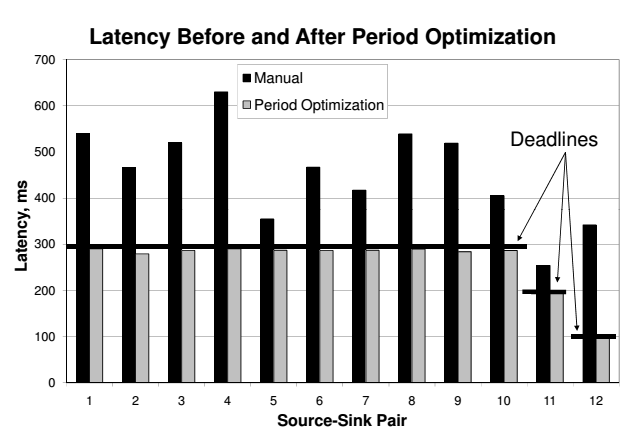 Latency Before and After Period Optimization
700
600
500
400
300
200
100
0
Latency, ms
Manual
Period Optimization
Deadlines
1 2 3 4 5 6 7 8 9 10 11 12
Source-Sink Pair